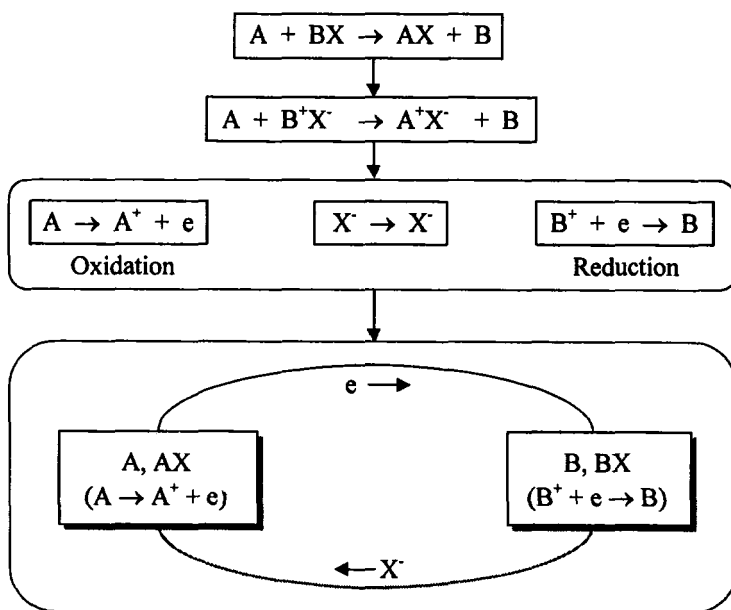 A + BX → AX + B
A + B⁺X⁻ → A⁺X⁻ + B
A → A⁺ + e
X⁻ → X⁻
B⁺ + e → B
Oxidation
Reduction
e →
A, AX
(A → A⁺ + e)
B, BX
(B⁺ + e → B)
← X⁻